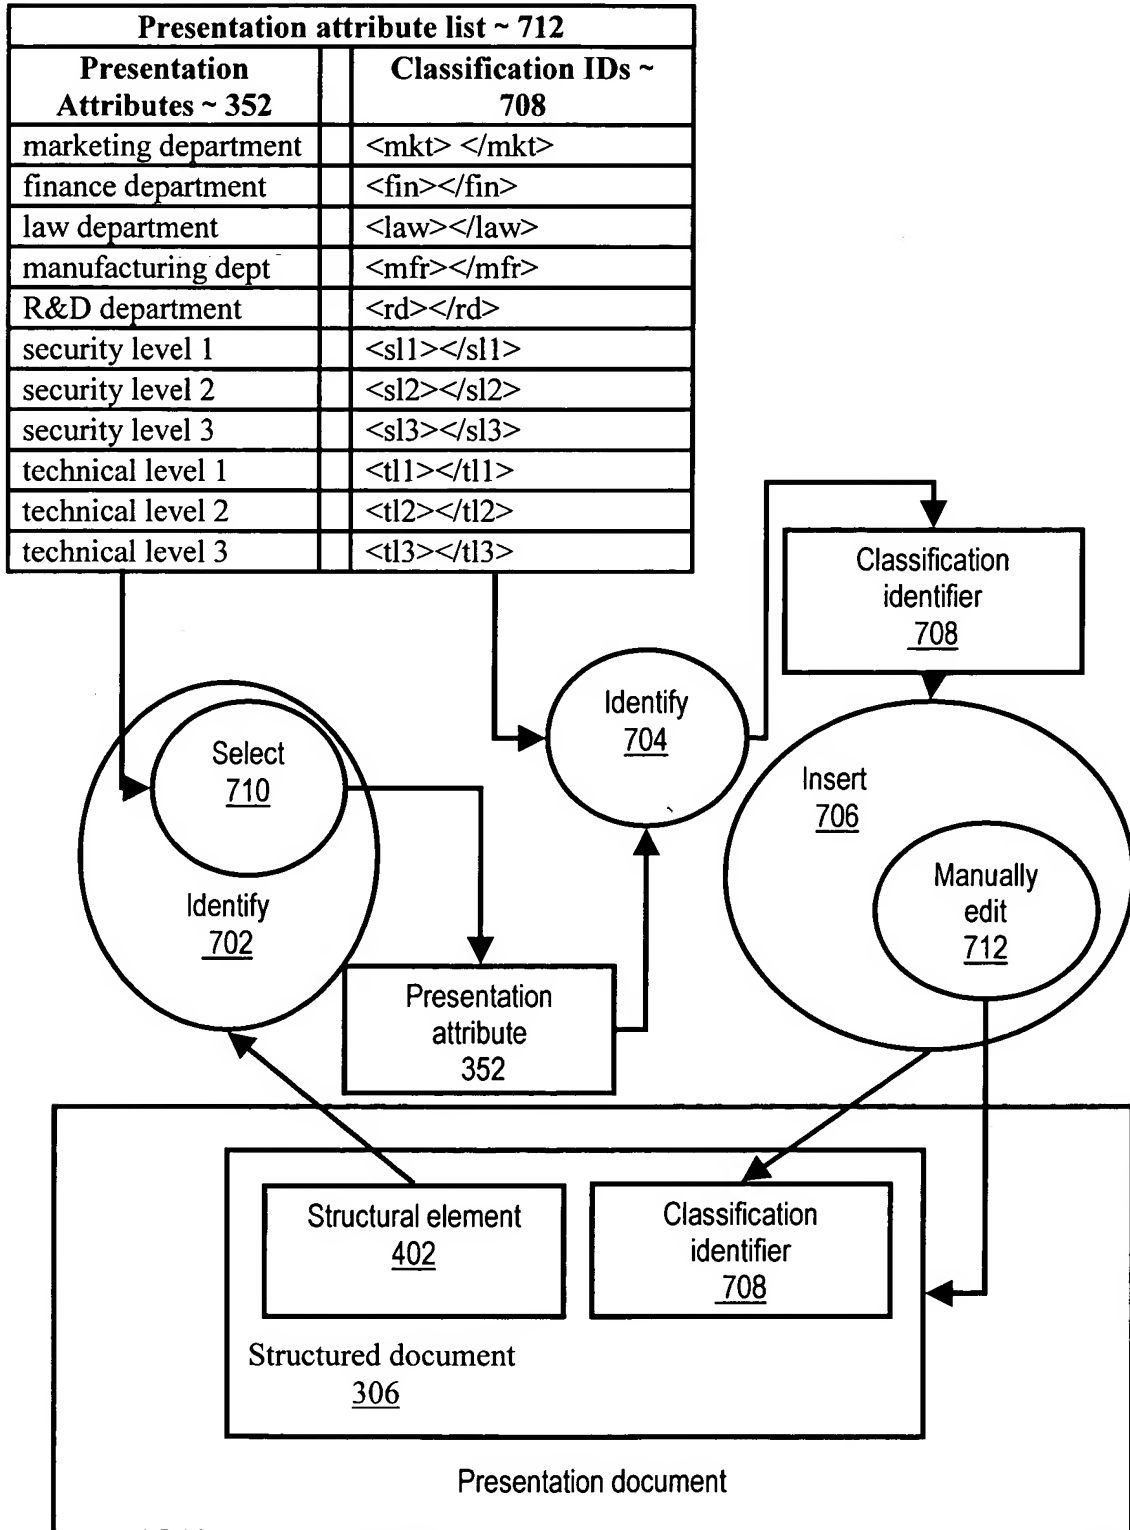 Presentation attribute list ~ 712
Presentation Attributes ~ 352 Classification IDs ~ 708
marketing department <mkt> </mkt>
finance department <fin></fin>
law department <law></law>
manufacturing dept <mfr></mfr>
R&D department <rd></rd>
security level 1 <sl1></sl1>
security level 2 <sl2></sl2>
security level 3 <sl3></sl3>
technical level 1 <tl1></tl1>
technical level 2 <tl2></tl2>
technical level 3 <tl3></tl3>
Classification
identifier
708
Identify
704
Select
710
Identify
702
Insert
706
Manually
edit
712
Presentation
attribute
352
Structural element
402
Classification
identifier
708
Structured document
306
Presentation document